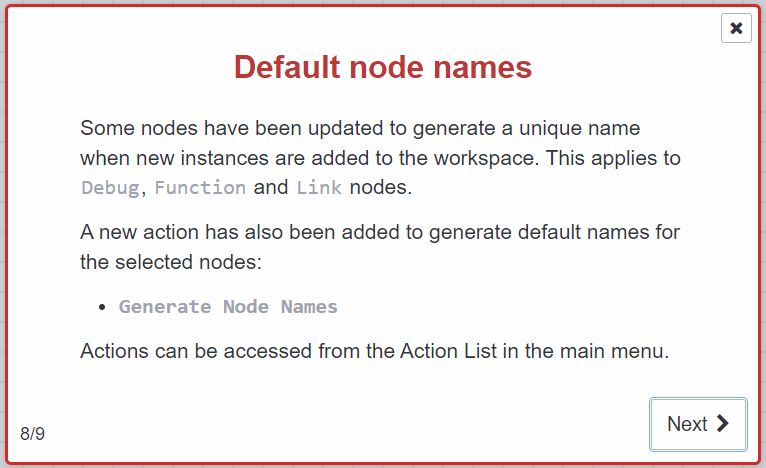 Default node names
Some nodes have been updated to generate a unique name
when new instances are added to the workspace. This applies to
Debug, Function and Link nodes.
A new action has also been added to generate default names for
the selected nodes:
• Generate Node Names
Actions can be accessed from the Action List in the main menu.
8/9
Next